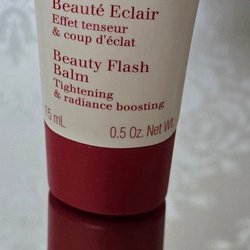 Beauté Eclair
Effet tenseur
& coup d'éclat
Beauty Flash
Balm
Tightening
& radiance boosting
15 mL 0.5 Oz. Net Wt.